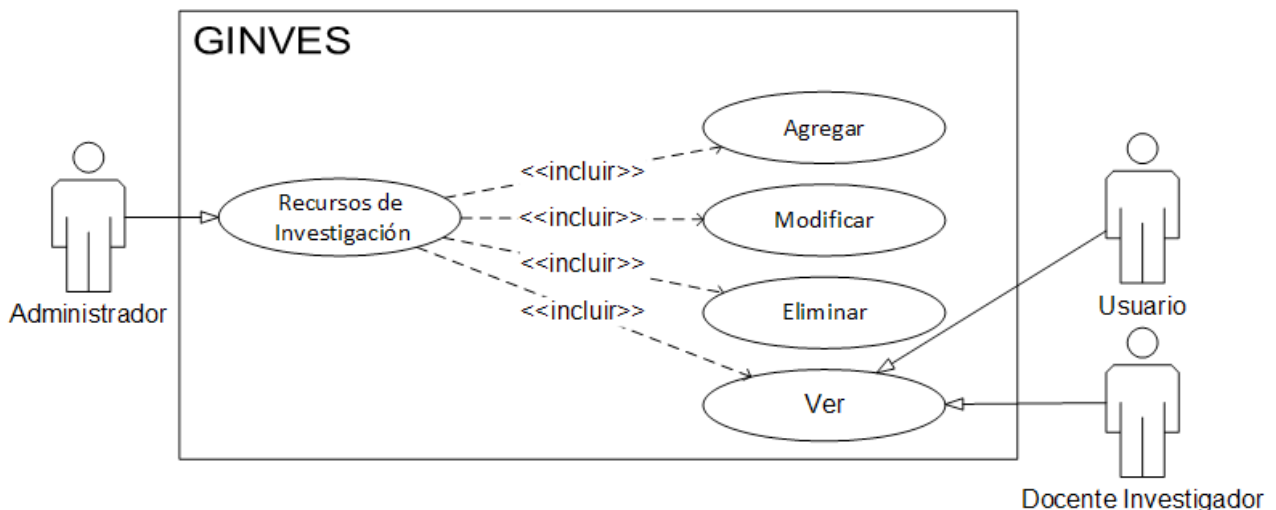 GINVES
Agregar
<<incluir>>
Recursos de
Investigación
<<incluir>>
Modificar
<<incluir>>
Eliminar
<<incluir>>
Ver
Administrador
Usuario
Docente Investigador